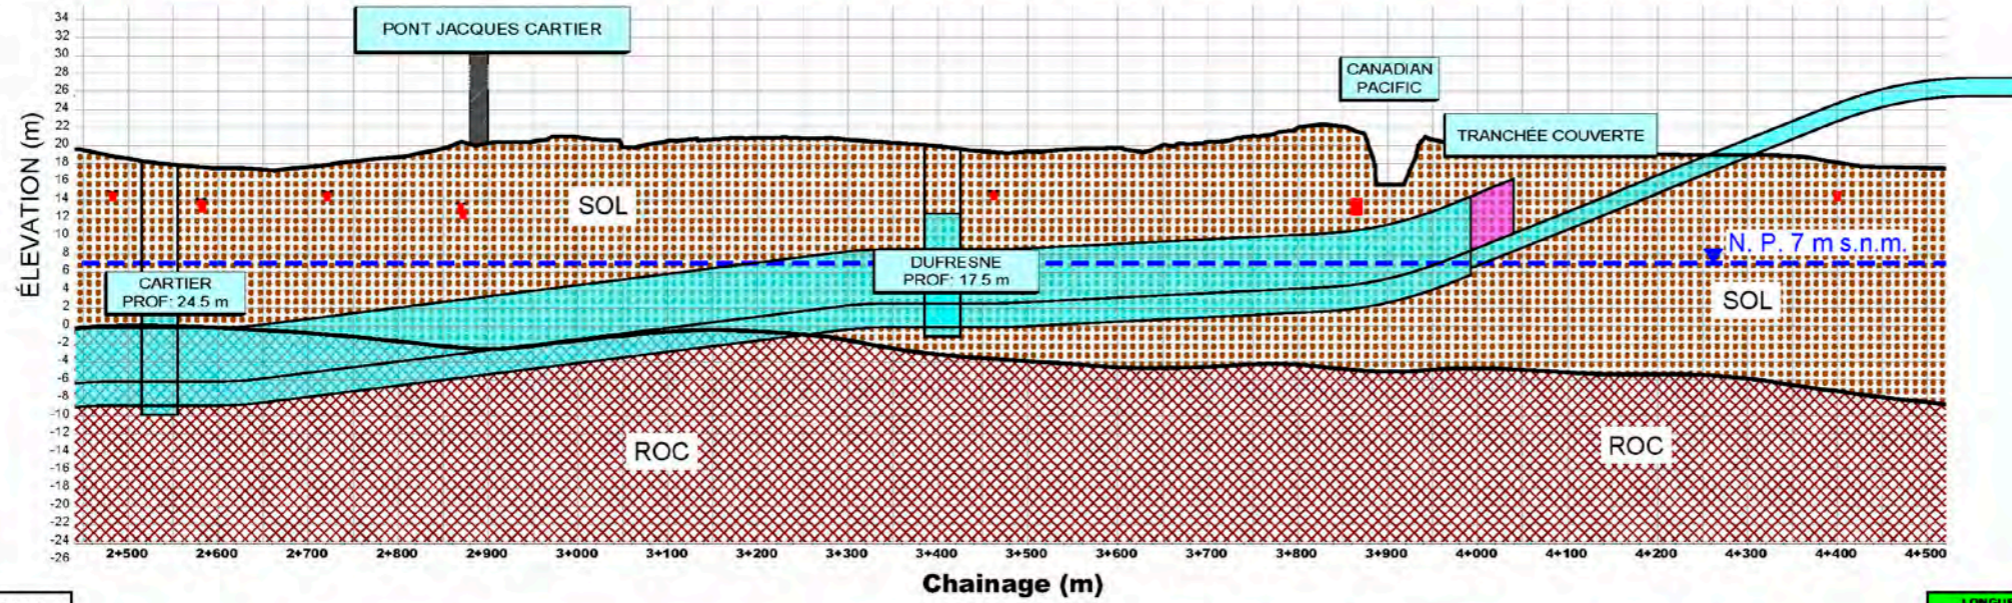 PONT JACQUES CARTIER
CANADIAN
PACIFIC
TRANCHÉE COUVERTE
ÉLEVATION (m)
34
32
30
28
26
24
22
20
18
16
14
12
10
8
6
4
2
0
-2
-4
-6
-8
-10
-12
-14
-16
-18
-20
-22
-24
-26
SOL
N. P. 7 m s.n.m.
CARTIER
PROF: 24.5 m
DUFRESNE
PROF: 17.5 m
SOL
ROC
ROC
2+500 2+600 2+700 2+800 2+900 3+000 3+100 3+200 3+300 3+400 3+500 3+600 3+700 3+800 3+900 4+000 4+100 4+200 4+300 4+400 4+500
Chainage (m)